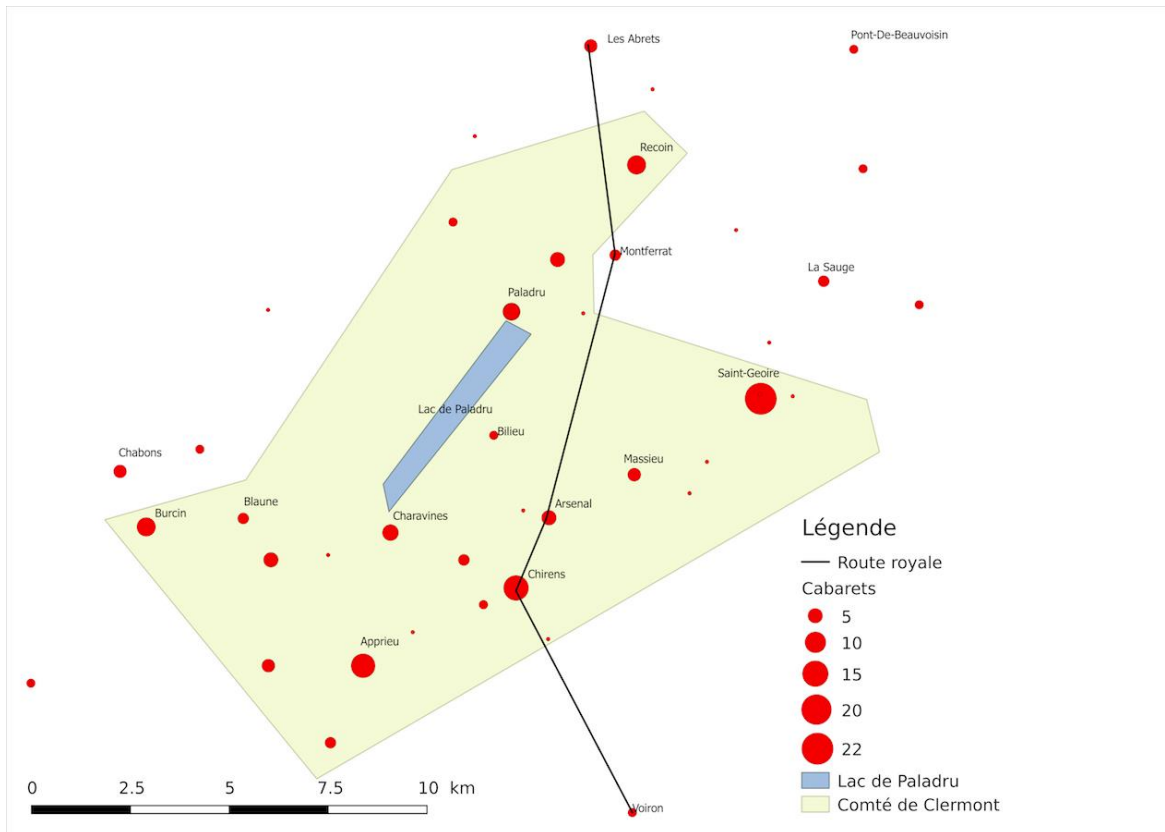 Les Abrets
Pont-De-Beauvoisin
Recoin
Montferrat
La Sauge
Paladru
Saint-Geoire
Lac de Paladru
Bilieu
Chabons
Massieu
Blaune
Arsenal
Burcin
Charavines
Chirens
Apprieu
Voiron
Légende
Route royale
Cabarets
5
10
15
20
22
Lac de Paladru
Comté de Clermont
0 2.5 5 7.5 10 km